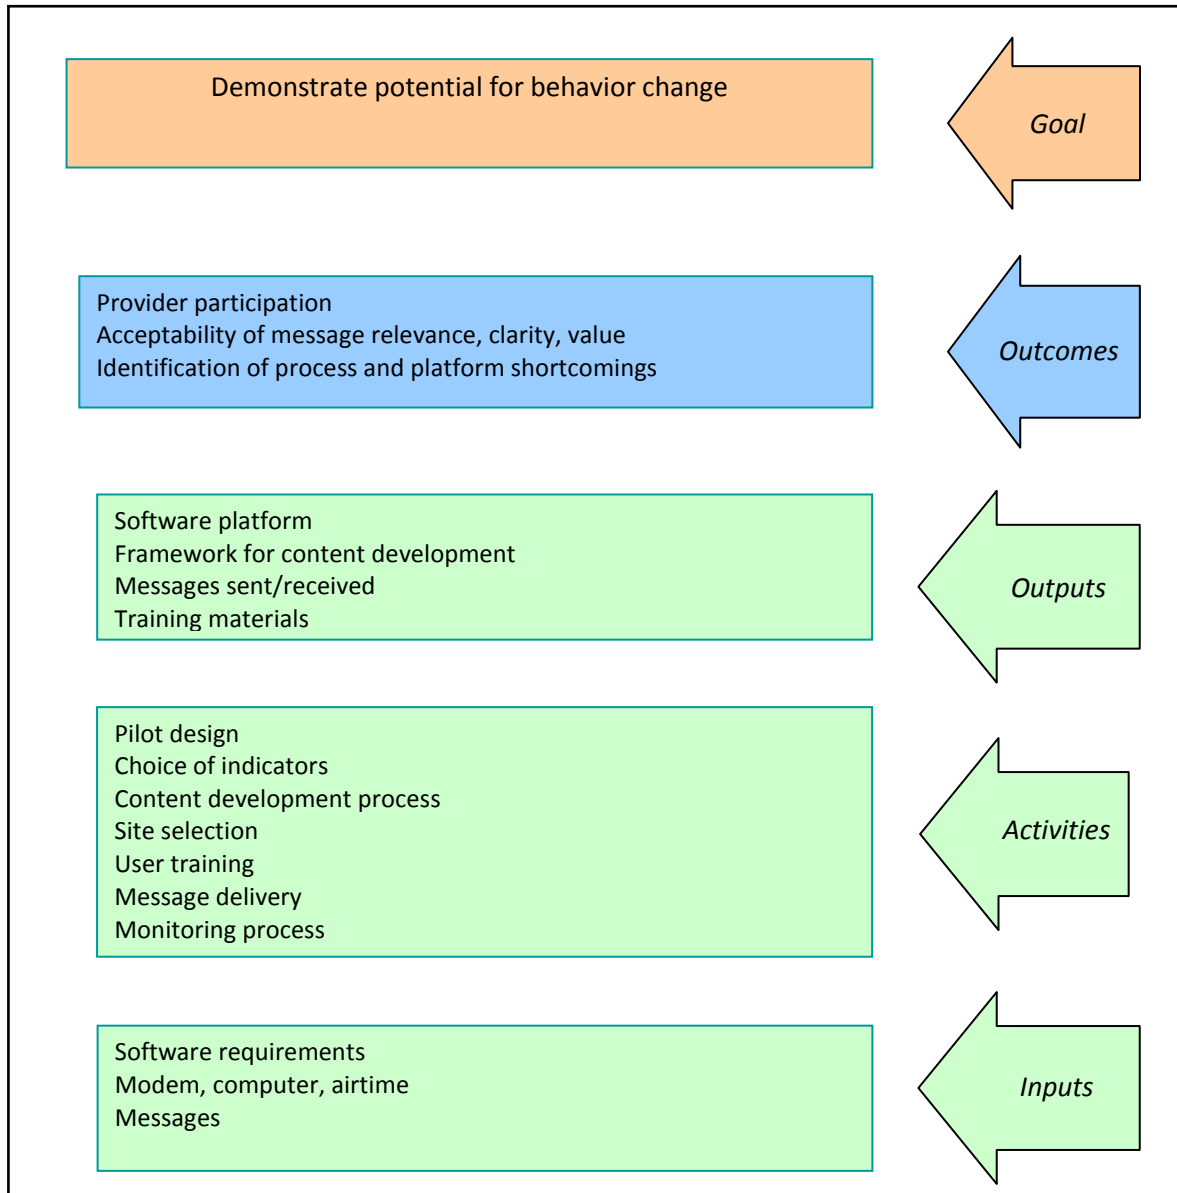 Demonstrate potential for behavior change
Goal
Provider participation
Acceptability of message relevance, clarity, value
Identification of process and platform shortcomings
Outcomes
Software platform
Framework for content development
Messages sent/received
Training materials
Outputs
Pilot design
Choice of indicators
Content development process
Site selection
User training
Message delivery
Monitoring process
Activities
Software requirements
Modem, computer, airtime
Messages
Inputs